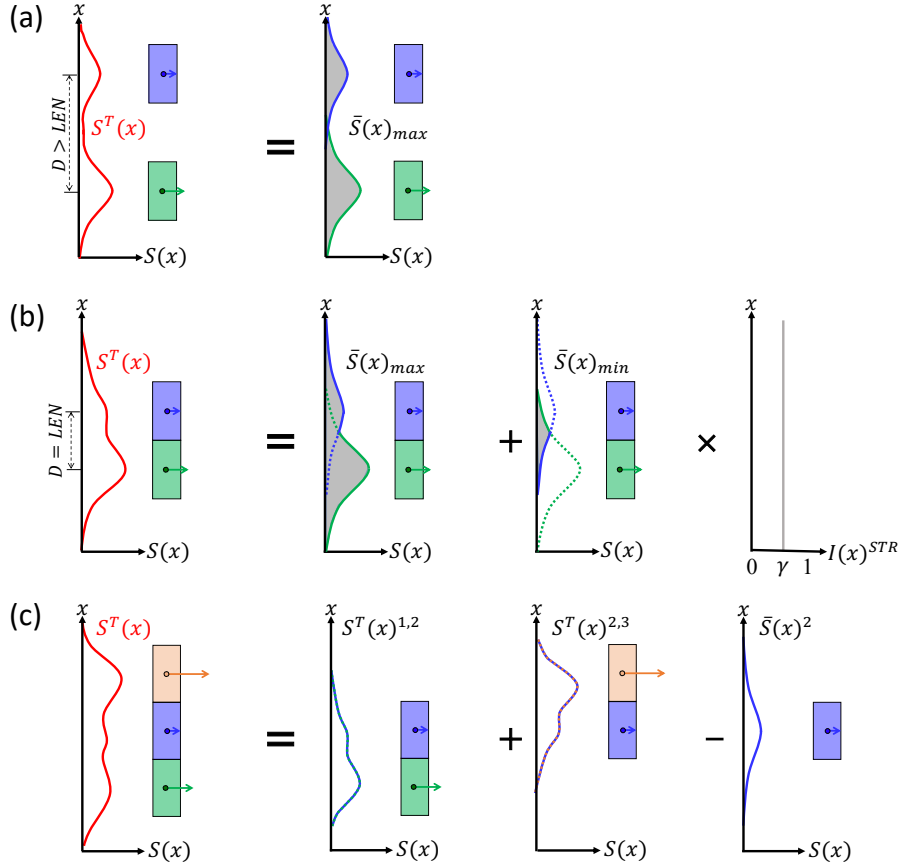 (a)
x
x
D > LEN
S^T(x)
=
S̄(x)_max
S(x)
S(x)
(b)
x
x
x
x
S^T(x)
S̄(x)_max
S̄(x)_min
D = LEN
=
+
×
S(x)
S(x)
S(x)
0 γ 1
I(x)^STR
(c)
x
x
x
x
S^T(x)
S^T(x)^1,2
S^T(x)^2,3
S̄(x)^2
=
+
−
S(x)
S(x)
S(x)
S(x)